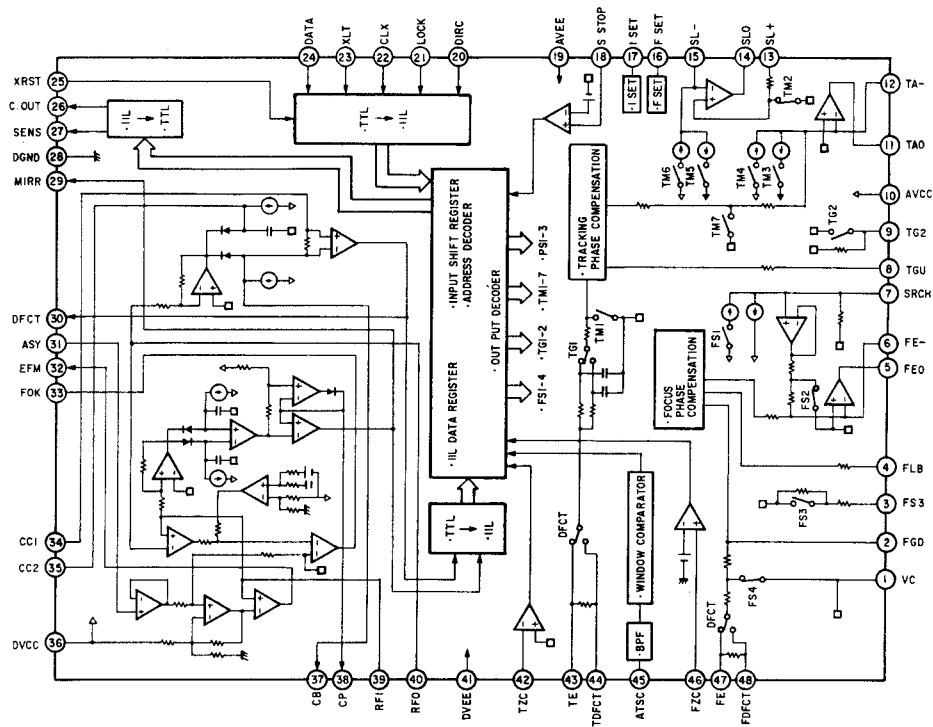 DATA
XLT
CLX
LOCK
DIRC
AVEE
S STOP
I SET
F SET
SL-
SLO
SL+
24
23
22
21
20
19
18
17
16
15
14
13
XRST
25
C.OUT
26
SENS
27
DGND
28
MIRR
29
DFCT
30
ASY
31
EFM
32
FOK
33
CC1
34
CC2
35
DVCC
36
12
TA-
11
TAO
10
AVCC
9
TG2
8
TGU
7
SRCH
6
FE-
5
FEO
4
FLB
3
FS3
2
FGD
1
VC
·IIL
→
·TTL
·TTL
→
·IIL
·I SET
·F SET
TM2
TM6
TM5
TM4
TM3
TM7
TG2
·TRACKING
PHASE COMPENSATION
·IIL DATA REGISTER
·INPUT SHIFT REGISTER
·ADDRESS DECODER
·OUT PUT DECODER
·PS1-3
·TM1-7
·TG1-2
·FS1-4
TG1
TM1
·FOCUS
PHASE
COMPENSATION
FS1
FS2
FS3
FS4
DFCT
DFCT
·WINDOW COMPARATOR
·BPF
·TTL
→
·IIL
37
38
39
40
41
42
43
44
45
46
47
48
CB
CP
RFI
RFO
DVEE
TZC
TE
TDFCT
ATSC
FZC
FE
FDFCT